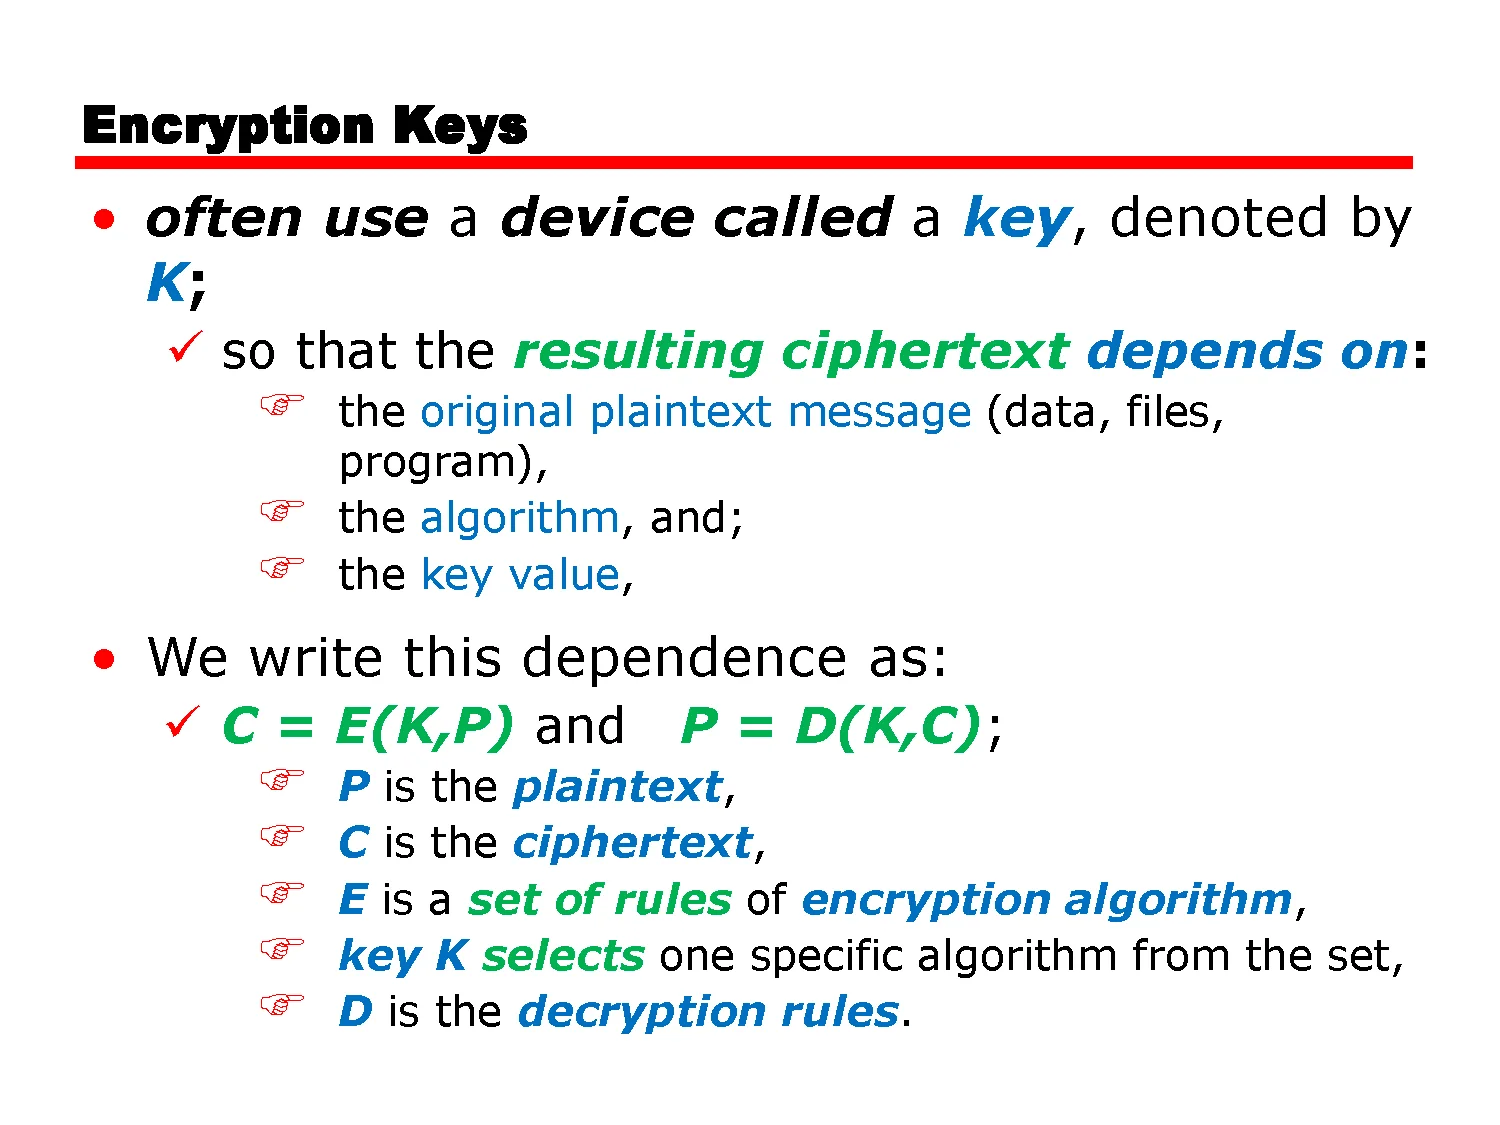 Encryption Keys
• often use a device called a key, denoted by
K;
✓ so that the resulting ciphertext depends on:
☞ the original plaintext message (data, files,
program),
☞ the algorithm, and;
☞ the key value,
• We write this dependence as:
✓ C = E(K,P) and P = D(K,C);
☞ P is the plaintext,
☞ C is the ciphertext,
☞ E is a set of rules of encryption algorithm,
☞ key K selects one specific algorithm from the set,
☞ D is the decryption rules.